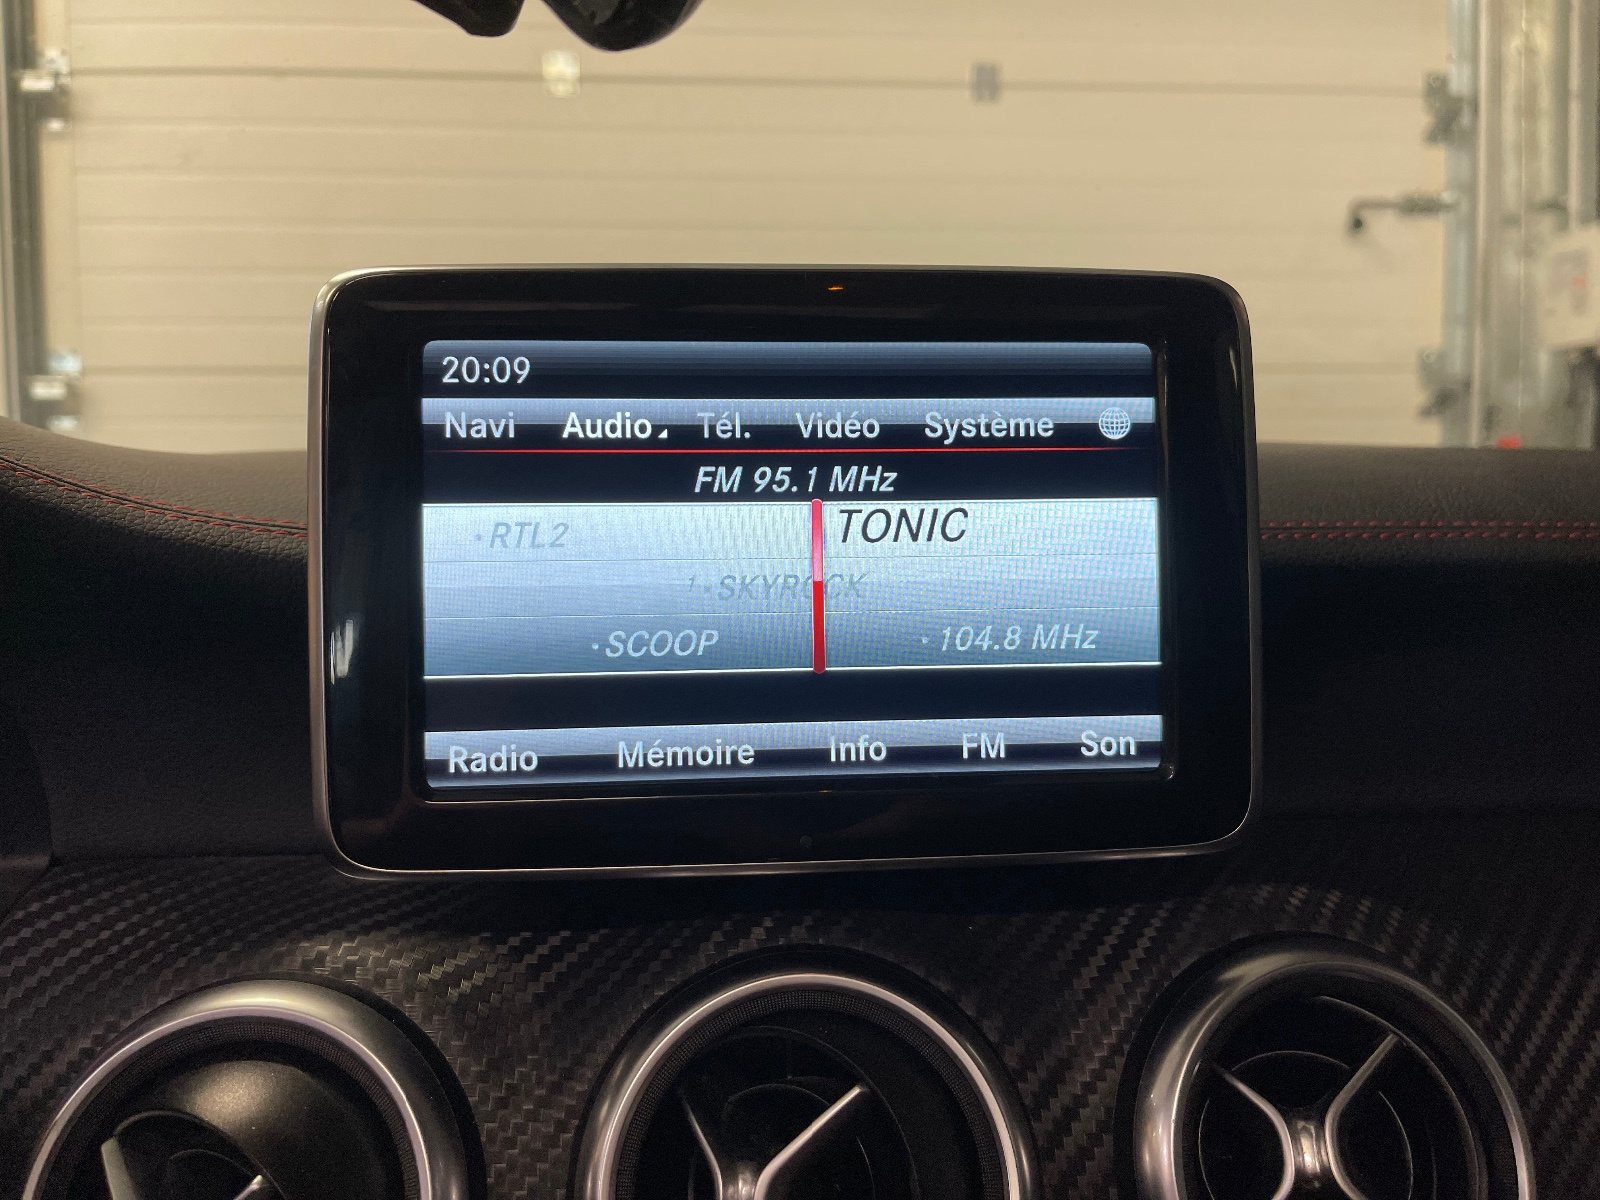 20:09
Navi Audio Tél. Vidéo Système
FM 95.1 MHz
TONIC
·RTL2
1·SKYROCK
·SCOOP ·104.8 MHz
Radio Mémoire Info FM Son